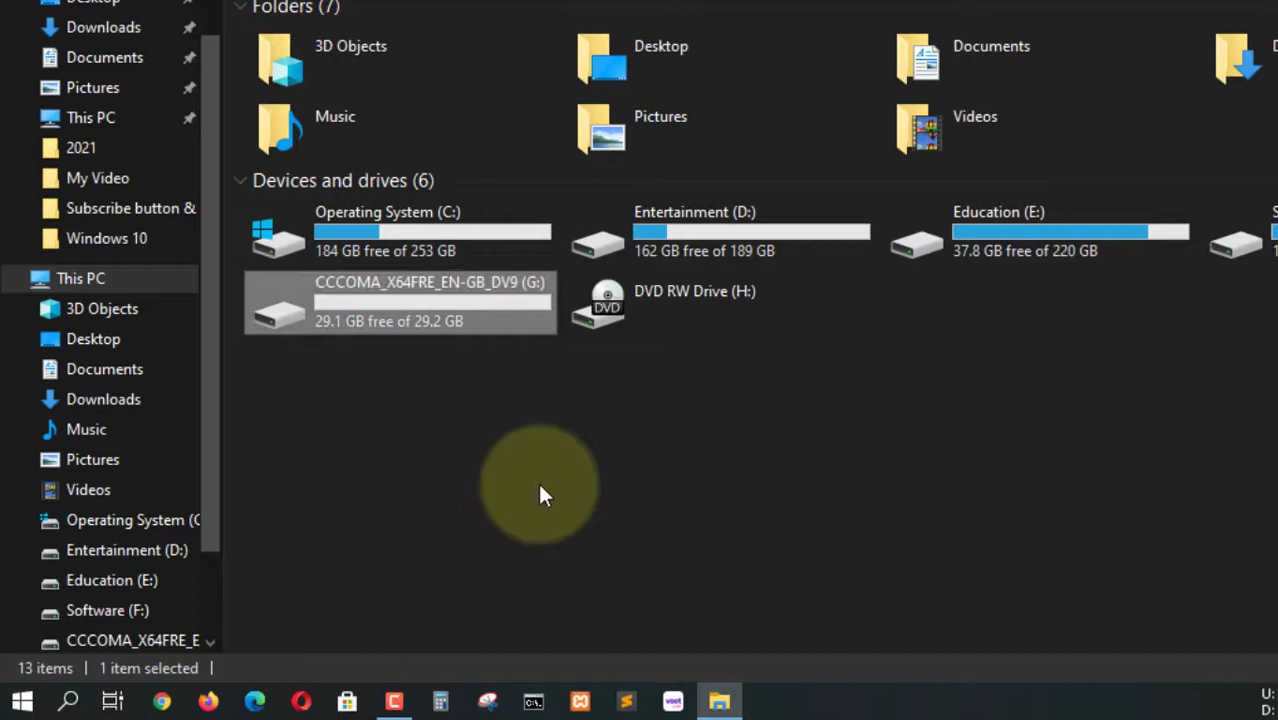 Desktop
Downloads
Documents
Pictures
This PC
2021
My Video
Subscribe button &
Windows 10
This PC
3D Objects
Desktop
Documents
Downloads
Music
Pictures
Videos
Operating System (C
Entertainment (D:)
Education (E:)
Software (F:)
CCCOMA_X64FRE_E
Folders (7)
3D Objects
Desktop
Documents
D
Music
Pictures
Videos
Devices and drives (6)
Operating System (C:)
184 GB free of 253 GB
Entertainment (D:)
162 GB free of 189 GB
Education (E:)
37.8 GB free of 220 GB
S
1
CCCOMA_X64FRE_EN-GB_DV9 (G:)
29.1 GB free of 29.2 GB
DVD
DVD RW Drive (H:)
13 items
1 item selected
voot
U:
D: